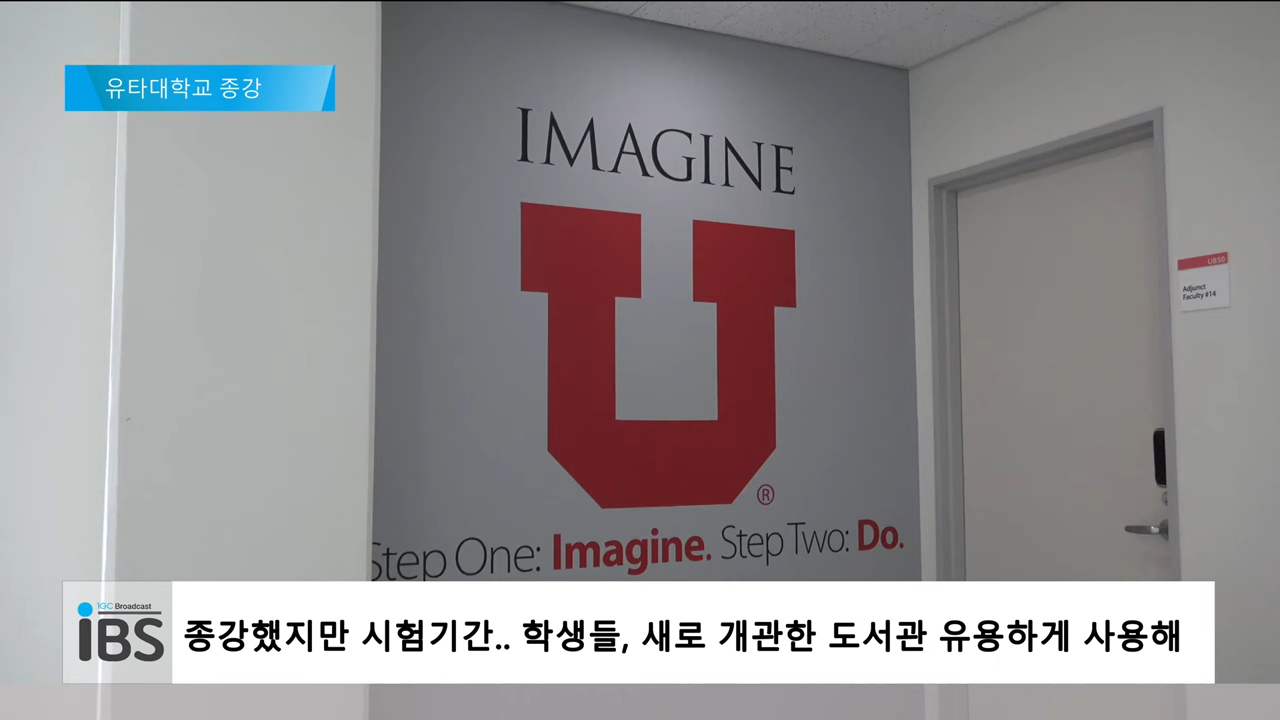 유타대학교 종강
IMAGINE
U
®
Step One: Imagine. Step Two: Do.
U850
Adjunct
Faculty #14
IGC Broadcast
iBS
종강했지만 시험기간.. 학생들, 새로 개관한 도서관 유용하게 사용해